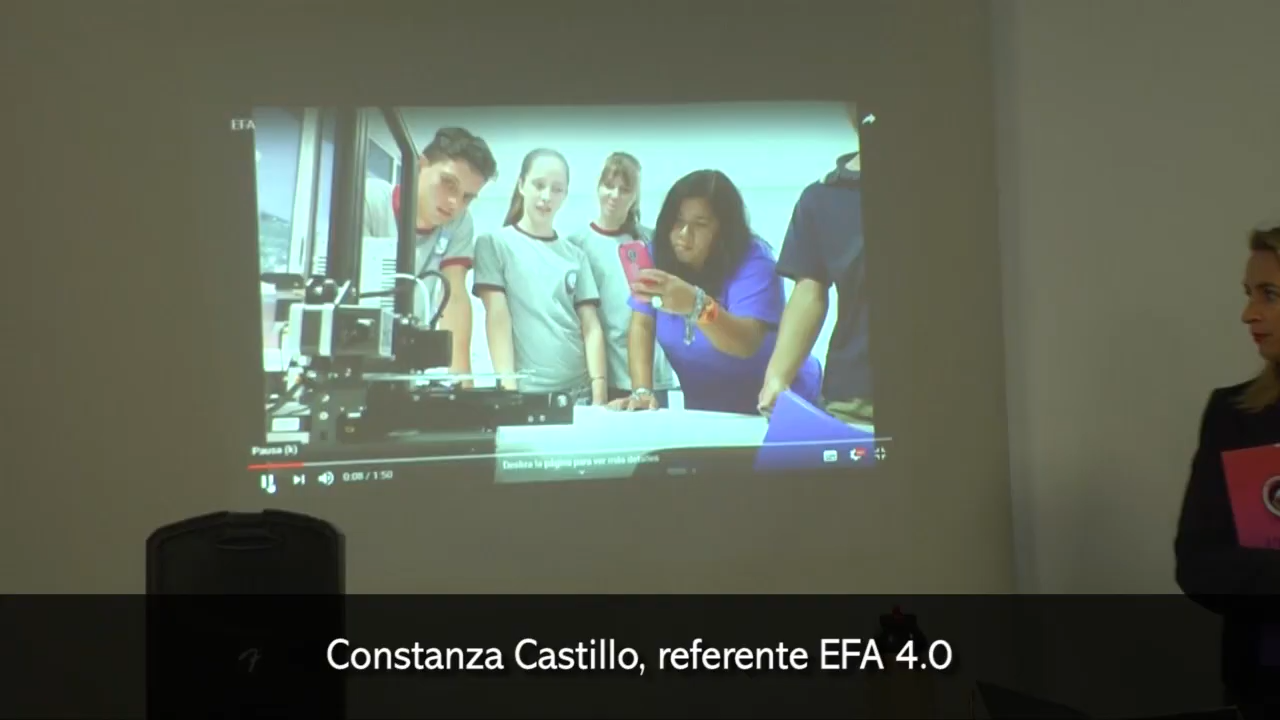 EFA
Pausa (k)
Desliza la página para ver más detalles
0:08 / 1:50
Constanza Castillo, referente EFA 4.0